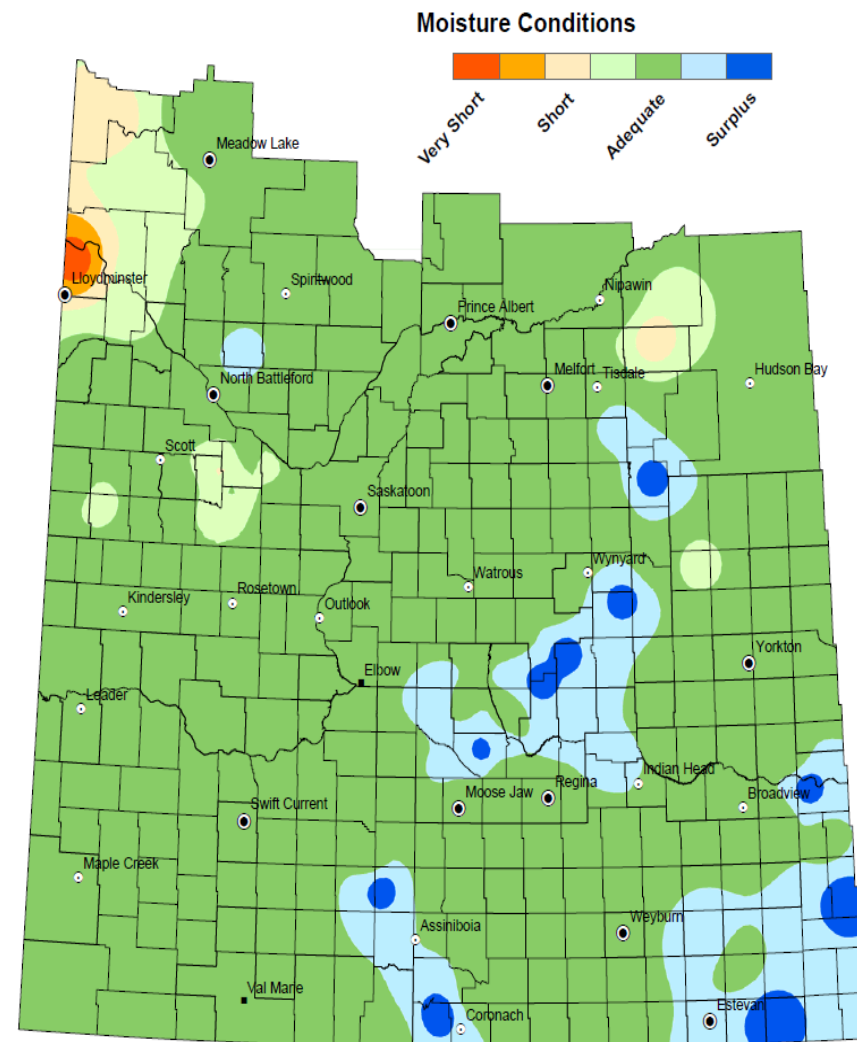 Moisture Conditions
Very Short
Short
Adequate
Surplus
Meadow Lake
Lloydminster
Spiritwood
Nipawin
Prince Albert
North Battleford
Melfort
Tisdale
Hudson Bay
Scott
Saskatoon
Watrous
Wynyard
Kindersley
Rosetown
Outlook
Yorkton
Elbow
Leader
Indian Head
Regina
Moose Jaw
Broadview
Swift Current
Maple Creek
Assiniboia
Weyburn
Val Marie
Estevan
Coronach